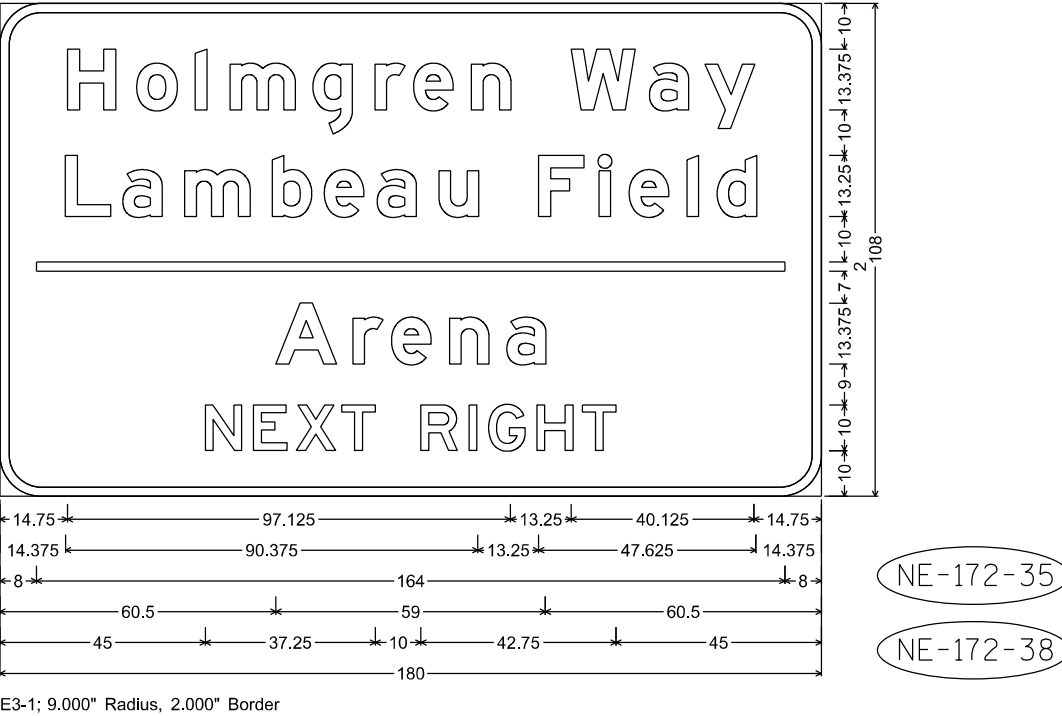 Holmgren Way
Lambeau Field
Arena
NEXT RIGHT
10
13.375
10
13.25
10
2
7
13.375
9
10
10
108
14.75 97.125 13.25 40.125 14.75
14.375 90.375 13.25 47.625 14.375
8 164 8
60.5 59 60.5
45 37.25 10 42.75 45
180
NE-172-35
NE-172-38
E3-1; 9.000" Radius, 2.000" Border